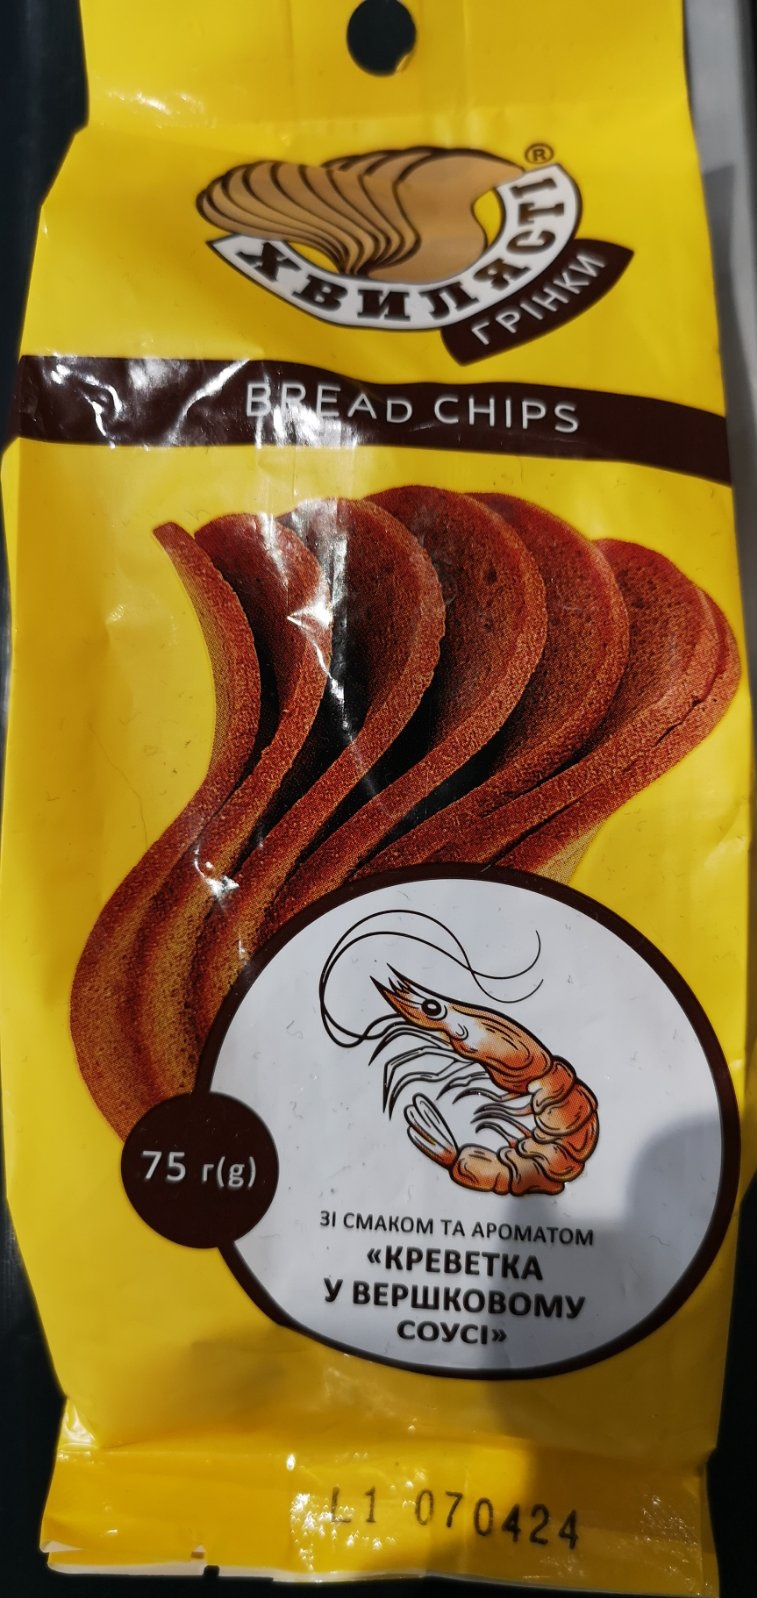 ®
ХВИЛЯСТІ
ГРІНКИ
BREAD CHIPS
75 г(g)
ЗІ СМАКОМ ТА АРОМАТОМ
«КРЕВЕТКА
У ВЕРШКОВОМУ
СОУСІ»
L1 070424